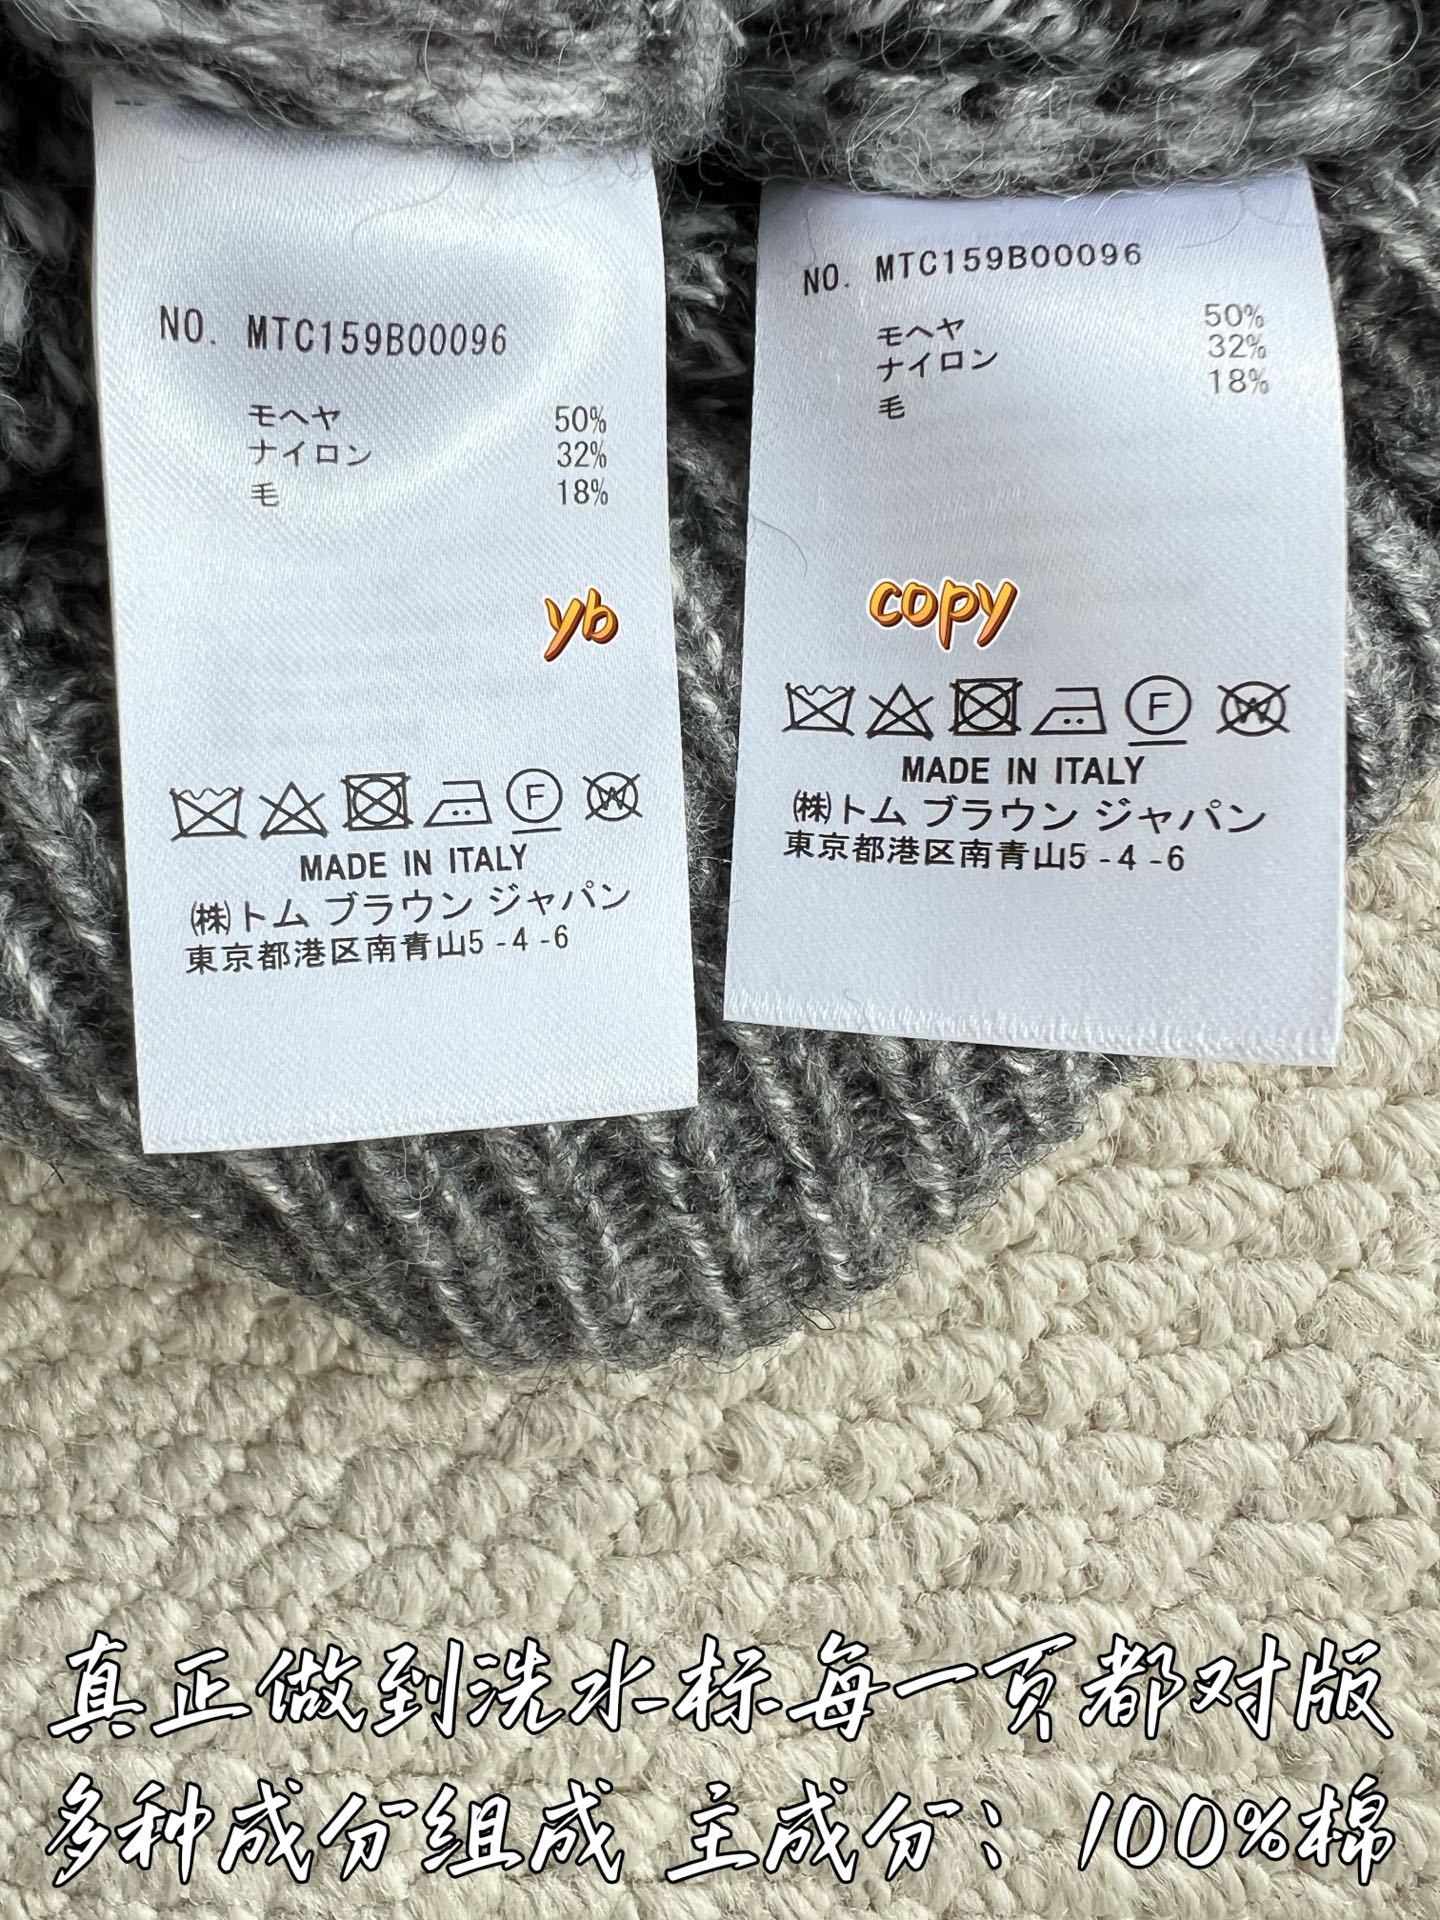 NO. MTC159B00096
モヘヤ 50%
ナイロン 32%
毛 18%
yb
MADE IN ITALY
㈱トム ブラウン ジャパン
東京都港区南青山5-4-6
NO. MTC159B00096
モヘヤ 50%
ナイロン 32%
毛 18%
copy
F W
MADE IN ITALY
㈱トム ブラウン ジャパン
東京都港区南青山5-4-6
真正做到洗水标每一页都对版
多种成分组成 主成分：100%棉